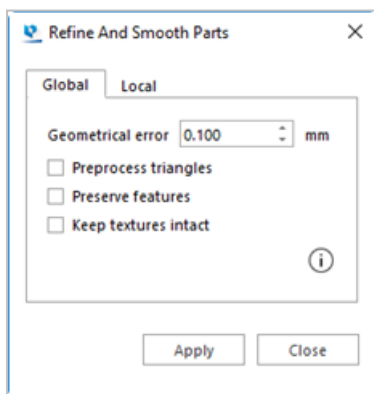 Refine And Smooth Parts
Global Local
Geometrical error 0.100 mm
Preprocess triangles
Preserve features
Keep textures intact
i
Apply Close